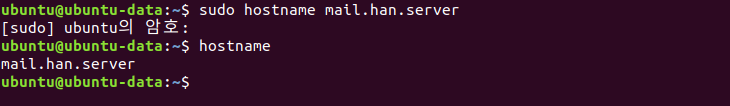 ubuntu@ubuntu-data:~$ sudo hostname mail.han.server
[sudo] ubuntu의 암호:
ubuntu@ubuntu-data:~$ hostname
mail.han.server
ubuntu@ubuntu-data:~$